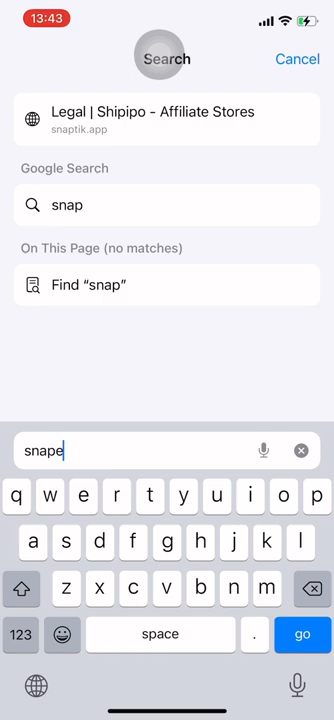 13:43
Search
Cancel
Legal | Shipipo - Affiliate Stores
snaptik.app
Google Search
snap
On This Page (no matches)
Find “snap”
snape
q w e r t y u i o p
a s d f g h j k l
z x c v b n m
123 space . go